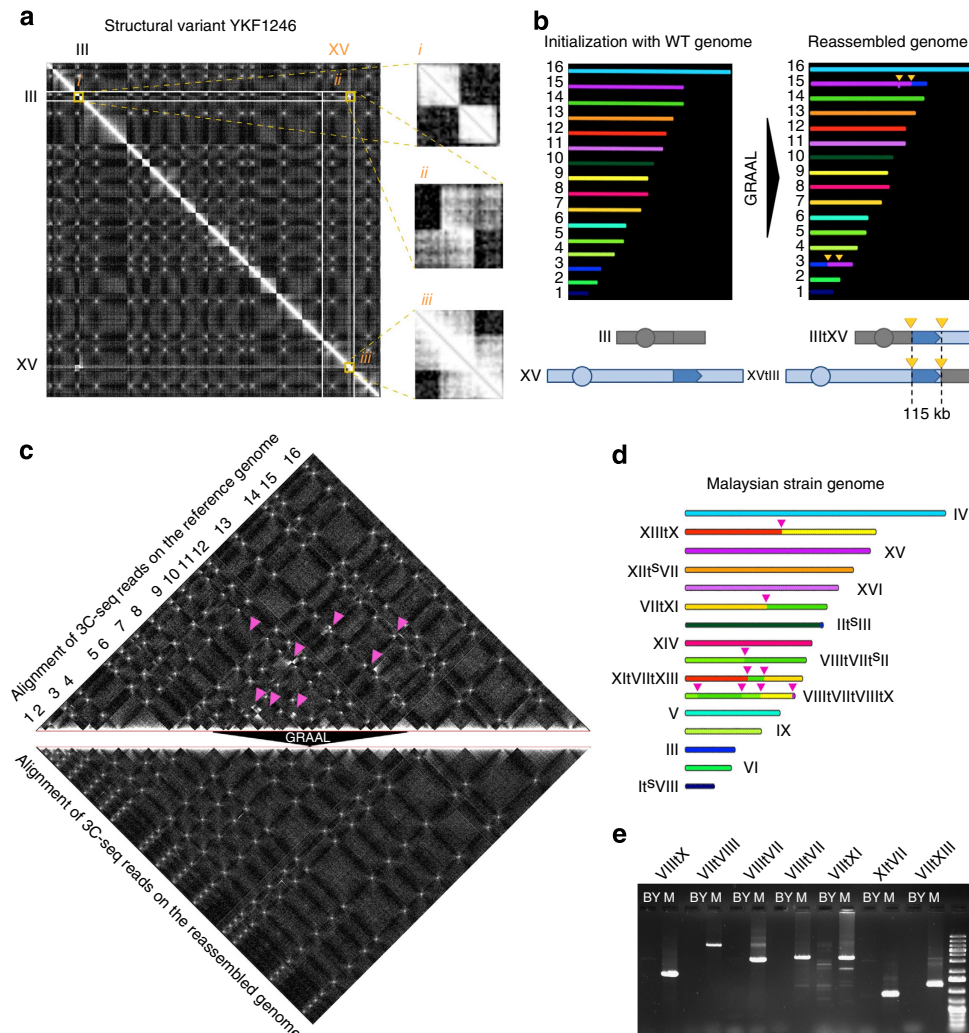 a
Structural variant YKF1246
III
XV
i
ii
III
i
ii
iii
XV
iii
b
Initialization with WT genome
Reassembled genome
16
15
14
13
12
11
10
9
8
7
6
5
4
3
2
1
GRAAL
16
15
14
13
12
11
10
9
8
7
6
5
4
3
2
1
III
XV
IIItXV
XVtIII
115 kb
c
Alignment of 3C-seq reads on the reference genome
1 2 3 4 5 6 7 8 9 10 11 12 13 14 15 16
GRAAL
Alignment of 3C-seq reads on the reassembled genome
d
Malaysian strain genome
IV
XIIItX
XV
XIItSVII
XVI
VIItXI
IItSIII
XIV
VIIItVIItSII
XItVIItXIII
VIIItVIItVIIItX
V
IX
III
VI
ItSVIII
e
VIItX
VIItVIIII
VIIItVII
VIIItVII
VIItXI
XItVII
VIItXIII
BY M BY M BY M BY M BY M BY M BY M